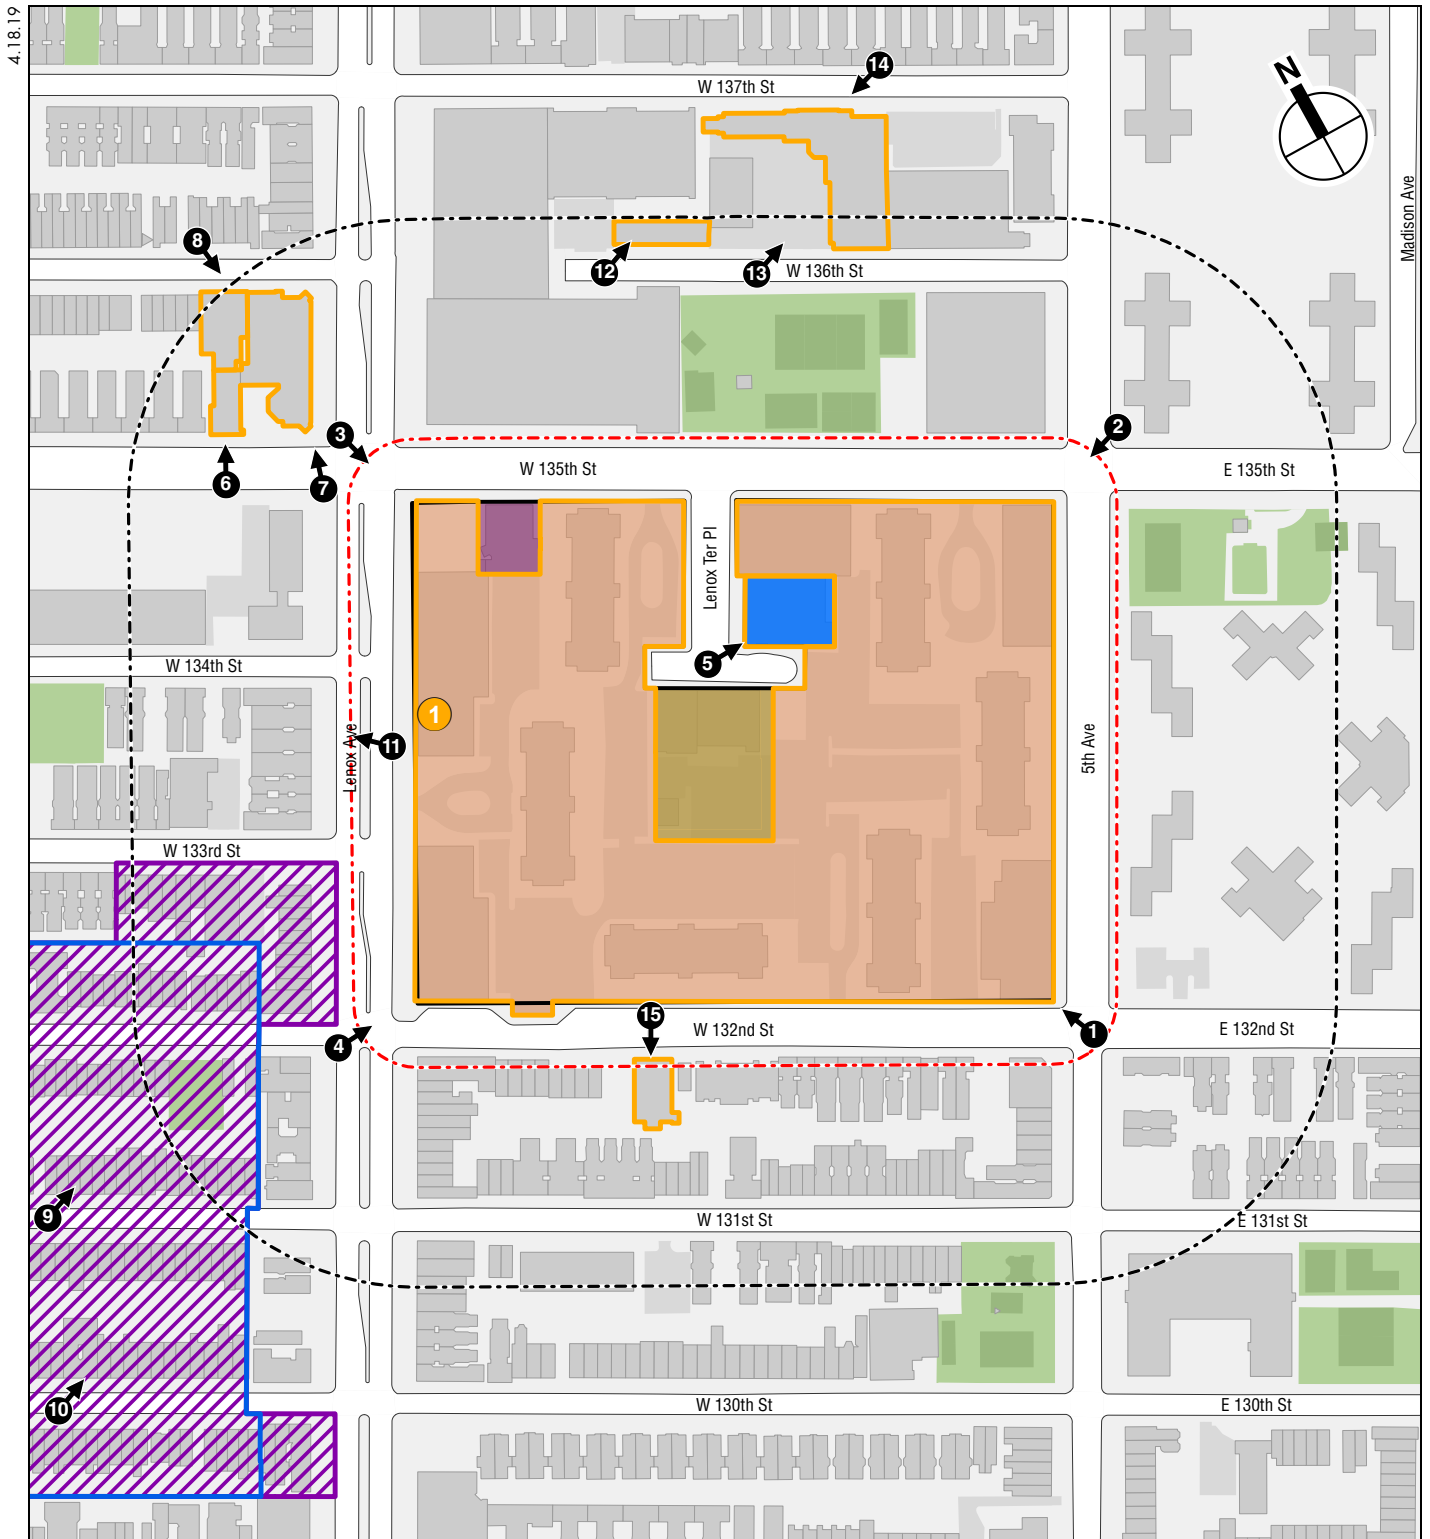 4.18.19
14
W 137th St
N
Madison Ave
8
12
13
W 136th St
3
2
6
7
W 135th St
E 135th St
Lenox Ter Pl
5
W 134th St
1
11
Lenox Ave
5th Ave
W 133rd St
15
4
W 132nd St
1
E 132nd St
9
W 131st St
E 131st St
10
W 130th St
E 130th St